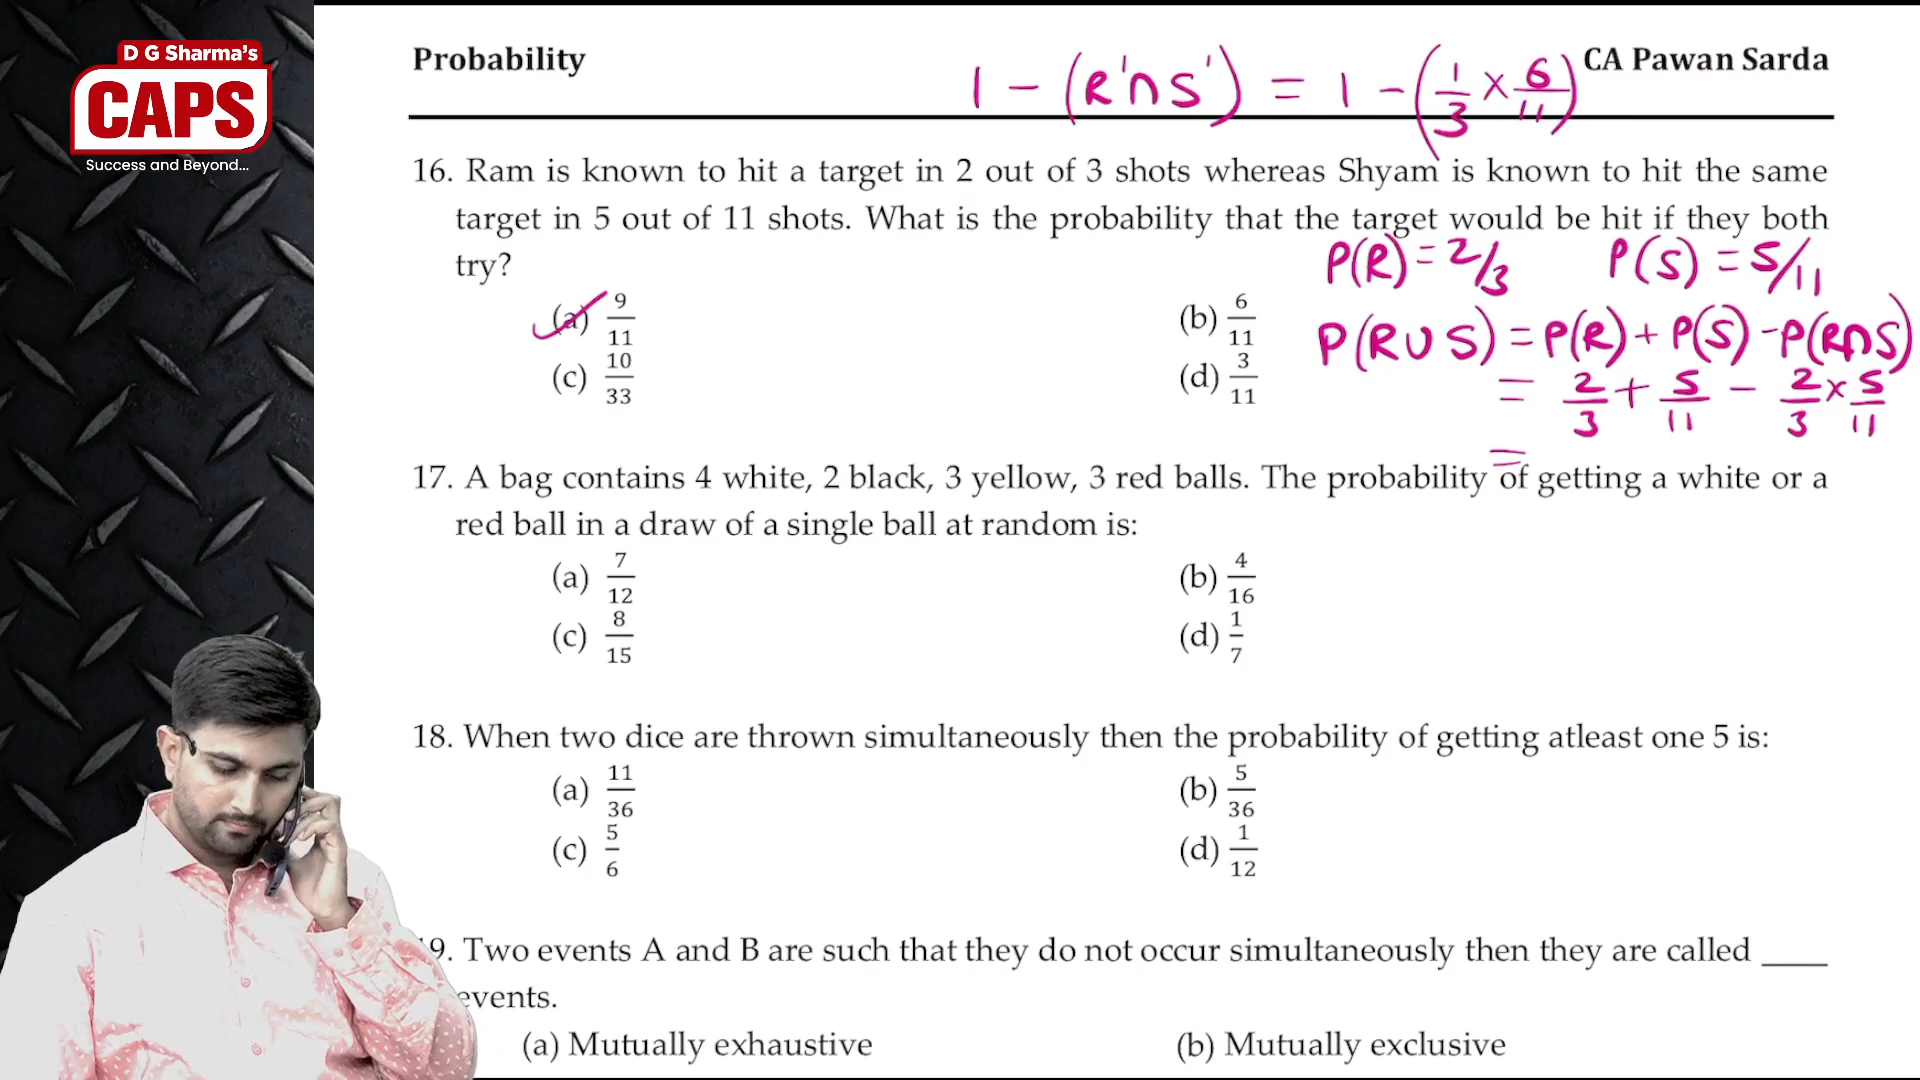 D G Sharma's
CAPS
Success and Beyond...
Probability
CA Pawan Sarda
1 - (R'∩S') = 1 - (1/3 × 6/11)
16. Ram is known to hit a target in 2 out of 3 shots whereas Shyam is known to hit the same
target in 5 out of 11 shots. What is the probability that the target would be hit if they both
try?
P(R) = 2/3 P(S) = 5/11
(a) 9/11 (b) 6/11
P(R∪S) = P(R) + P(S) - P(R∩S)
(c) 10/33 (d) 3/11
= 2/3 + 5/11 - 2/3 × 5/11
=
17. A bag contains 4 white, 2 black, 3 yellow, 3 red balls. The probability of getting a white or a
red ball in a draw of a single ball at random is:
(a) 7/12 (b) 4/16
(c) 8/15 (d) 1/7
18. When two dice are thrown simultaneously then the probability of getting atleast one 5 is:
(a) 11/36 (b) 5/36
(c) 5/6 (d) 1/12
9. Two events A and B are such that they do not occur simultaneously then they are called ____
events.
(a) Mutually exhaustive (b) Mutually exclusive